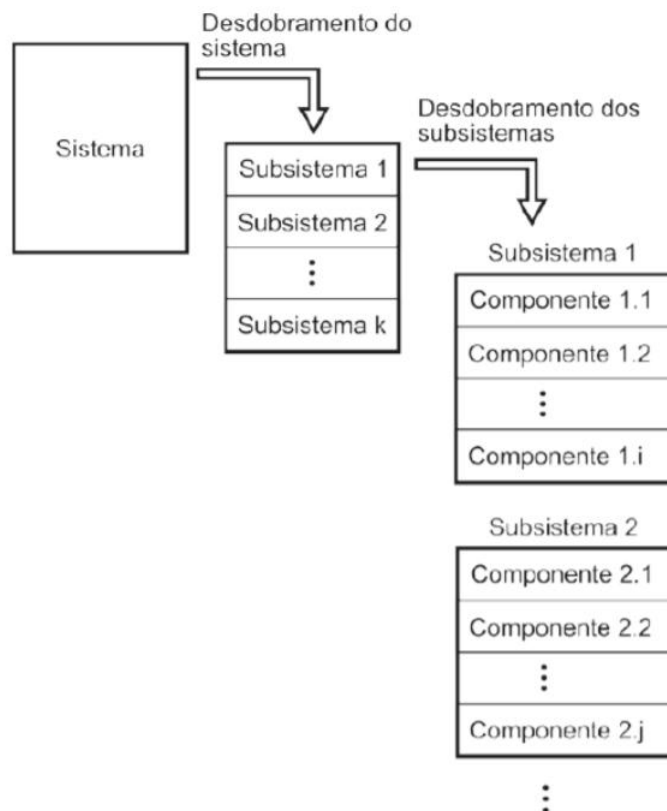 Desdobramento do
sistema
Sistema
Desdobramento dos
subsistemas
Subsistema 1
Subsistema 2
⋮
Subsistema k
Subsistema 1
Componente 1.1
Componente 1.2
⋮
Componente 1.i
Subsistema 2
Componente 2.1
Componente 2.2
⋮
Componente 2.j
⋮